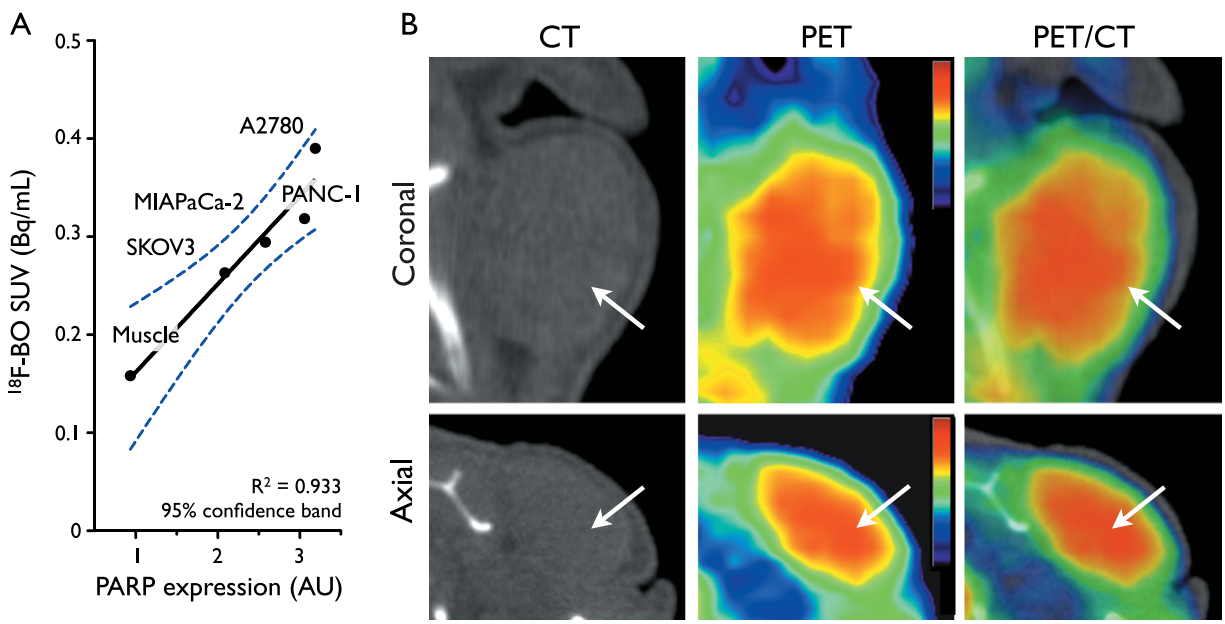 A
¹⁸F-BO SUV (Bq/mL)
0.5
0.4
0.3
0.2
0.1
0
A2780
PANC-1
MIAPaCa-2
SKOV3
Muscle
R² = 0.933
95% confidence band
1 2 3
PARP expression (AU)
B
CT PET PET/CT
Coronal
Axial